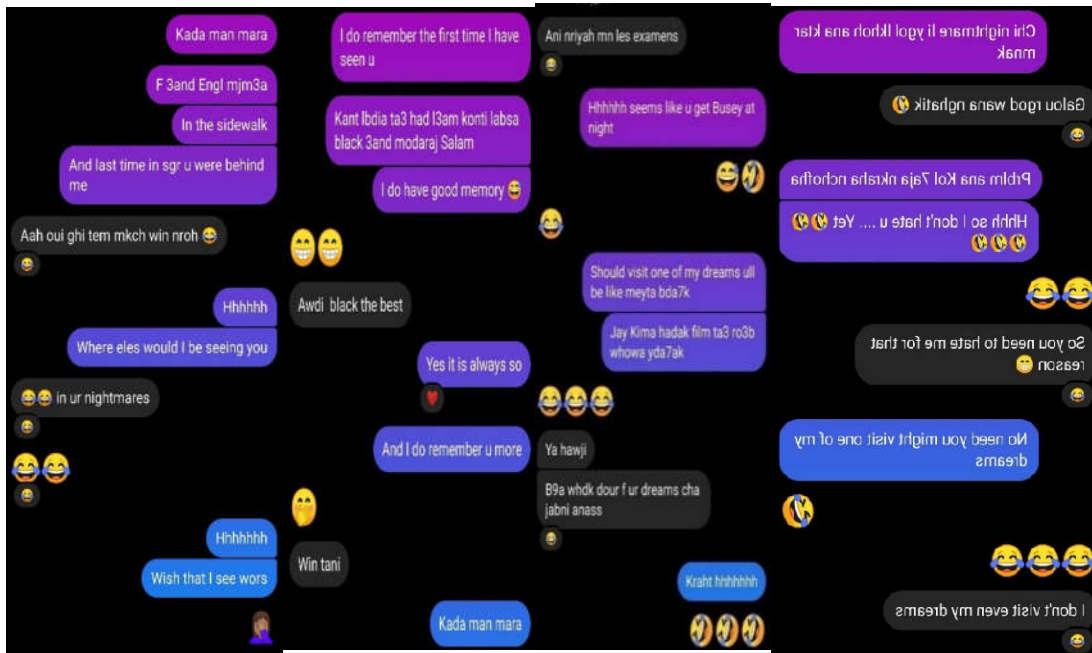 Kada man mara
F 3and Engl mjm3a
In the sidewalk
And last time in sgr u were behind
me
Aah oui ghi tem mkch win nroh 😂
Hhhhhh
Where eles would I be seeing you
😂😂 in ur nightmares
😂😂
Hhhhhhh
Wish that I see wors
I do remember the first time I have
seen u
Kant lbdia ta3 had l3am konti labsa
black 3and modaraj Salam
I do have good memory 😅
😁😁
Awdi black the best
Yes it is always so
And I do remember u more
🤭
Win tani
Kada man mara
Ani nriyah mn les examens
Hhhhhh seems like u get Busey at
night
😅🤣
😂
Should visit one of my dreams ull
be like meyta bda7k
Jay Kima hadak film ta3 ro3b
whowa yda7ak
😂😂😂
Ya hawji
B9a whdk dour f ur dreams cha
jabni anass
Kraht hhhhhhh
🤣🤣🤣
Chi nightmare li ygol lkhoh ana ktar
mnak
Galou rgod wana nghatik 🤣
Prblm ana Kol 7aja nkraha nchofha
Hhhh so I don't hate u .... Yet 🤣🤣
🤣🤣🤣
😂😂
So you need to hate me for that
reason 😁
No need you might visit one of my
dreams
🤣
😂😂😂
I don't visit even my dreams